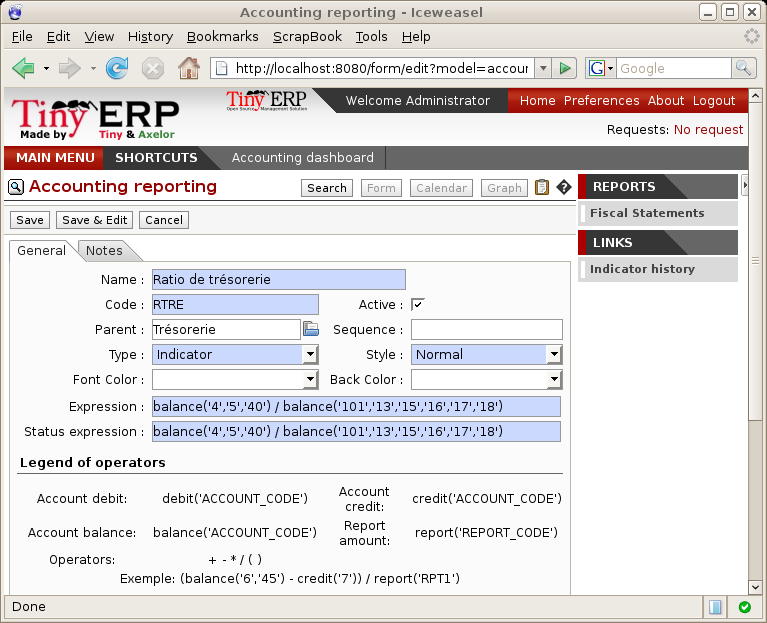 Accounting reporting - Iceweasel
File Edit View History Bookmarks ScrapBook Tools Help
http://localhost:8080/form/edit?model=accour
G Google
Tiny ERP
Made by Tiny & Axelor
Tiny ERP
Open Source Management Solution
Welcome Administrator
Home Preferences About Logout
Requests: No request
MAIN MENU SHORTCUTS Accounting dashboard
Accounting reporting
Search Form Calendar Graph
REPORTS
Fiscal Statements
LINKS
Indicator history
Save Save & Edit Cancel
General Notes
Name : Ratio de trésorerie
Code : RTRE Active :
Parent : Trésorerie Sequence :
Type : Indicator Style : Normal
Font Color : Back Color :
Expression : balance('4','5','40') / balance('101','13','15','16','17','18')
Status expression : balance('4','5','40') / balance('101','13','15','16','17','18')
Legend of operators
Account debit: debit('ACCOUNT_CODE') Account credit: credit('ACCOUNT_CODE')
Account balance: balance('ACCOUNT_CODE') Report amount: report('REPORT_CODE')
Operators: + - * / ( )
Exemple: (balance('6','45') - credit('7')) / report('RPT1')
Done